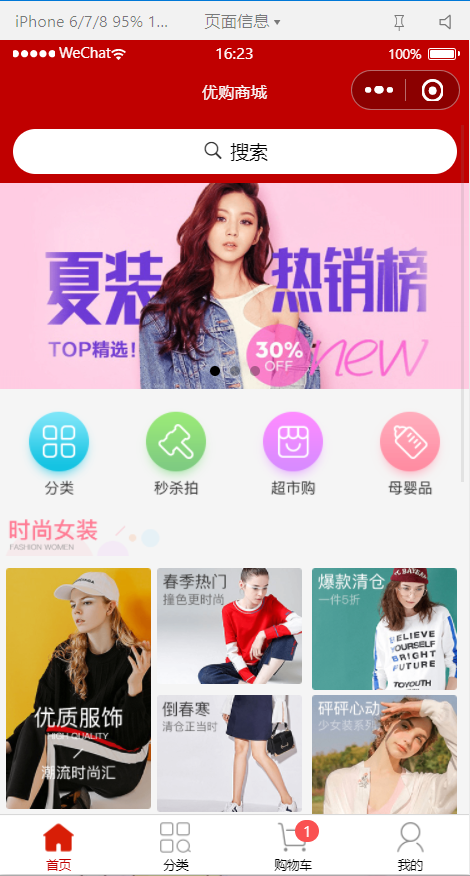 iPhone 6/7/8 95% 1... 页面信息
WeChat 16:23 100%
优购商城
搜索
夏装 热销榜
TOP精选!
30%
OFF
new
分类 秒杀拍 超市购 母婴品
时尚女装
FASHION WOMEN
优质服饰
HIGH QUALITY
潮流时尚汇
春季热门
撞色更时尚
爆款清仓
一件5折
BELIEVE
YOURSELF
BRIGHT
FUTURE
TOYOUTH
倒春寒
清仓正当时
砰砰心动
少女装系列
1
首页 分类 购物车 我的